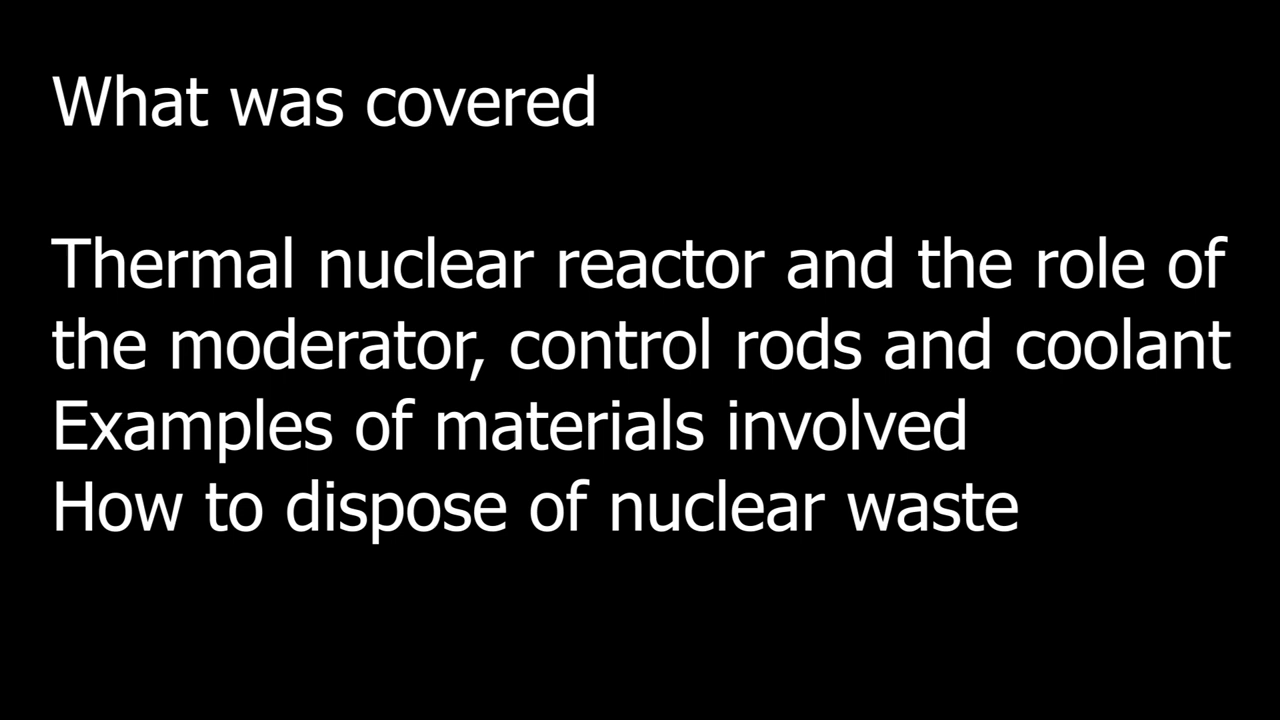 What was covered
Thermal nuclear reactor and the role of
the moderator, control rods and coolant
Examples of materials involved
How to dispose of nuclear waste